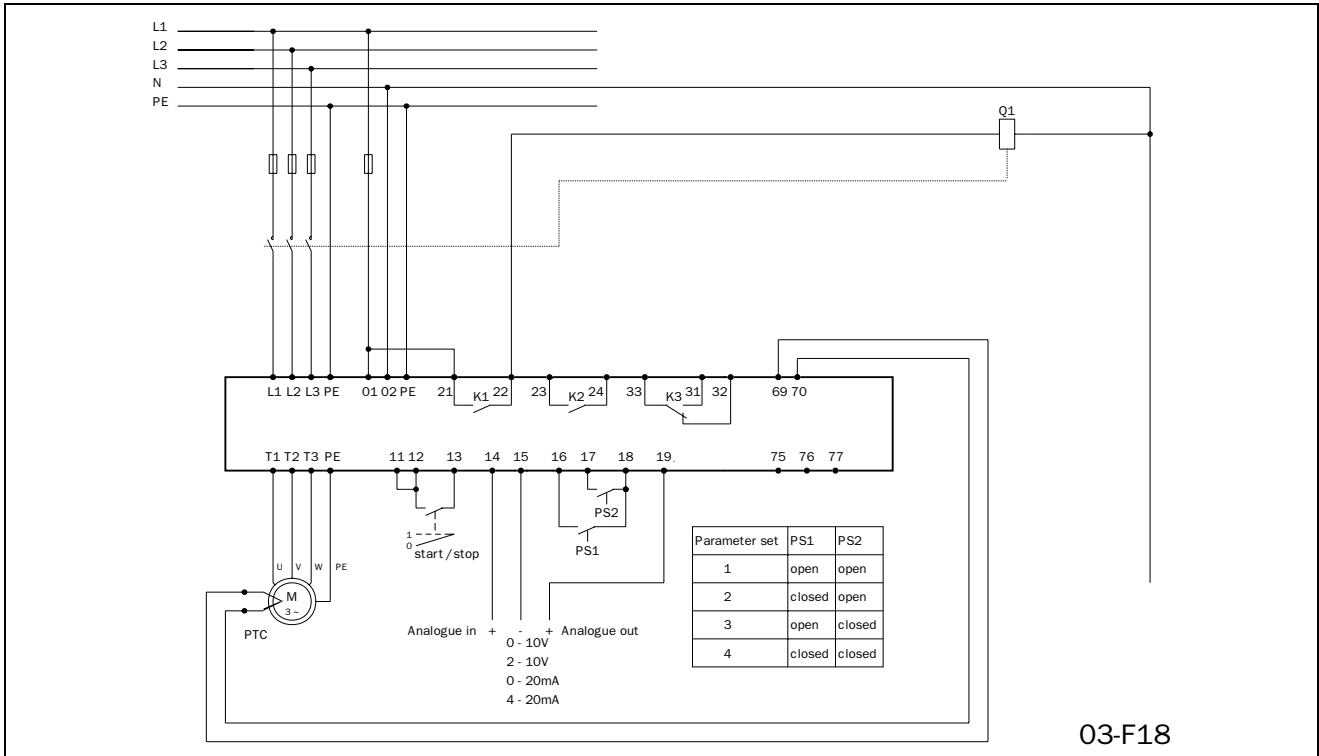 L1
L2
L3
N
PE
Q1
L1 L2 L3 PE 01 02 PE 21 K1 22 23 K2 24 33 K3 31 32 69 70
T1 T2 T3 PE 11 12 13 14 15 16 17 18 19 75 76 77
PS2
PS1
1
0
start/stop
U V W PE
M
3 ~
PTC
Analogue in + - + Analogue out
0 - 10V
2 - 10V
0 - 20mA
4 - 20mA
Parameter set PS1 PS2
1 open open
2 closed open
3 open closed
4 closed closed
03-F18